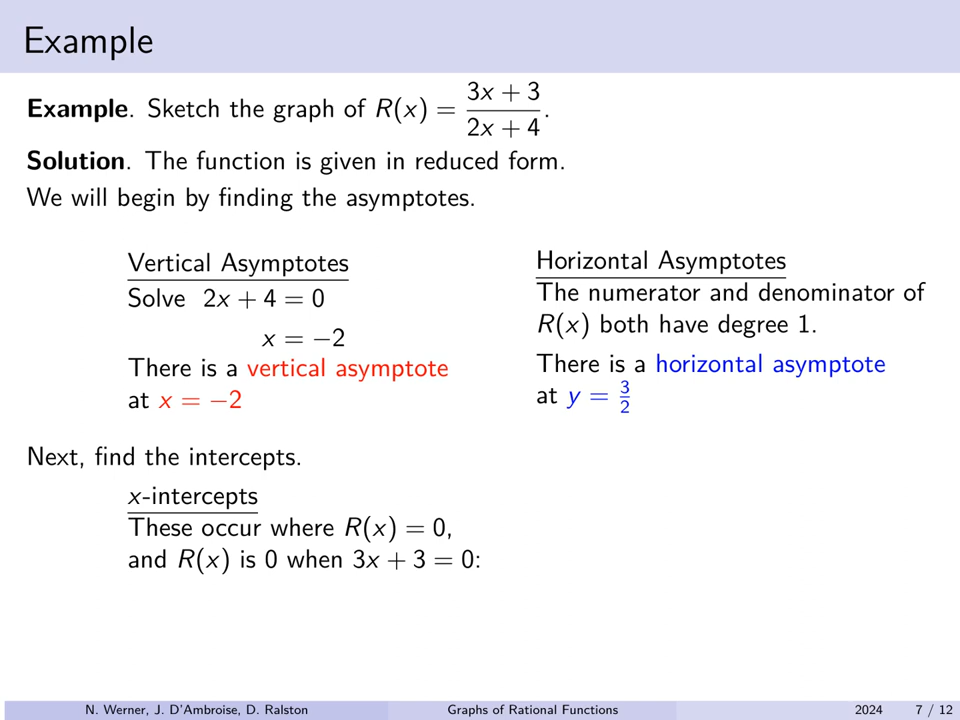 Example
Example. Sketch the graph of R(x) = (3x + 3)/(2x + 4).
Solution. The function is given in reduced form.
We will begin by finding the asymptotes.
Vertical Asymptotes
Solve 2x + 4 = 0
x = −2
There is a vertical asymptote
at x = −2
Horizontal Asymptotes
The numerator and denominator of
R(x) both have degree 1.
There is a horizontal asymptote
at y = 3/2
Next, find the intercepts.
x-intercepts
These occur where R(x) = 0,
and R(x) is 0 when 3x + 3 = 0:
N. Werner, J. D'Ambroise, D. Ralston Graphs of Rational Functions 2024 7 / 12